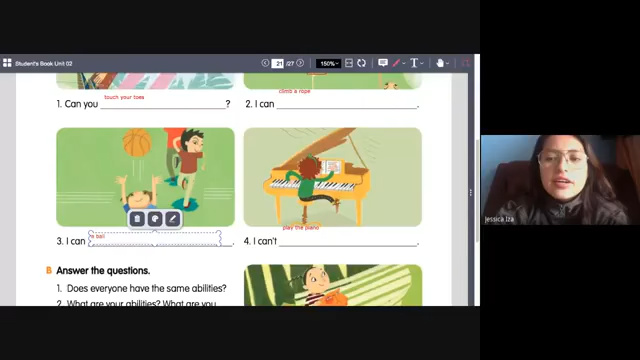 Student's Book Unit 02
21 /27
150%
touch your toes
climb a rope
1. Can you ?
2. I can .
a ball
play the piano
3. I can .
4. I can't .
Jessica Iza
B Answer the questions.
1. Does everyone have the same abilities?
2. What are your abilities? What are you